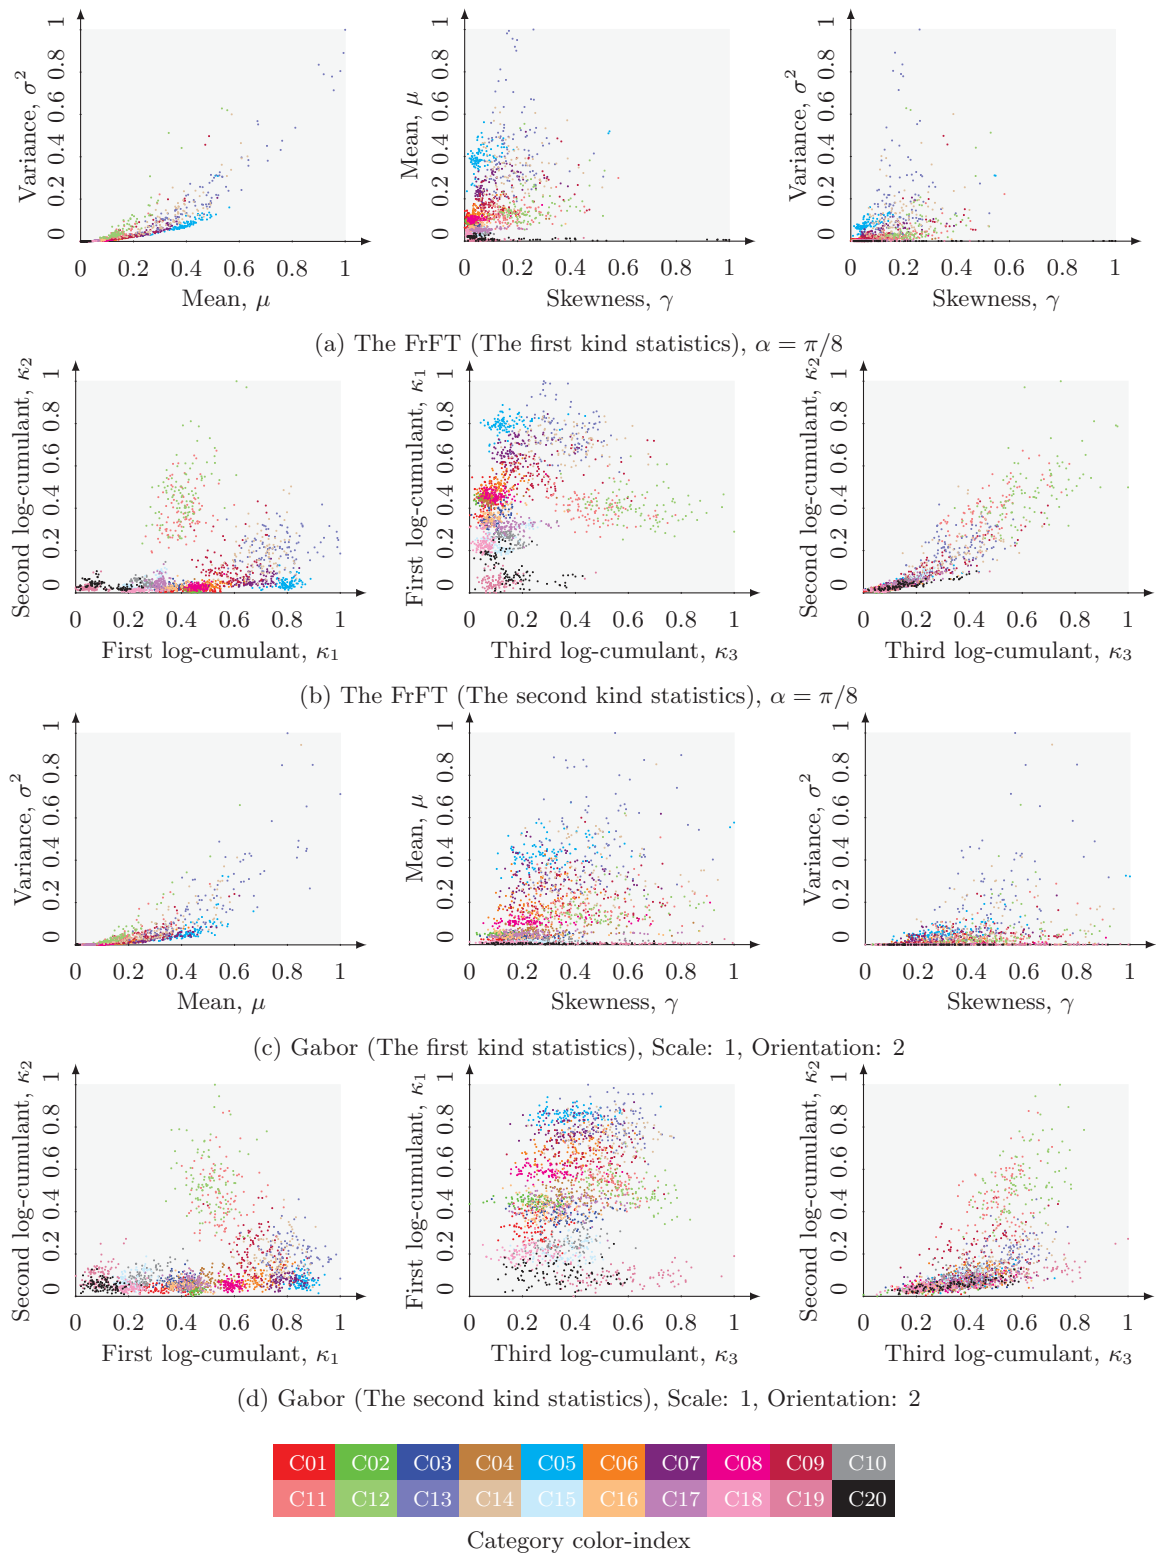 Variance, σ²
0 0.2 0.4 0.6 0.8 1
0 0.2 0.4 0.6 0.8 1
Mean, μ
Mean, μ
0 0.2 0.4 0.6 0.8 1
0 0.2 0.4 0.6 0.8 1
Skewness, γ
Variance, σ²
0 0.2 0.4 0.6 0.8 1
0 0.2 0.4 0.6 0.8 1
Skewness, γ
(a) The FrFT (The first kind statistics), α = π/8
Second log-cumulant, κ₂
0 0.2 0.4 0.6 0.8 1
0 0.2 0.4 0.6 0.8 1
First log-cumulant, κ₁
First log-cumulant, κ₁
0 0.2 0.4 0.6 0.8 1
0 0.2 0.4 0.6 0.8 1
Third log-cumulant, κ₃
Second log-cumulant, κ₂
0 0.2 0.4 0.6 0.8 1
0 0.2 0.4 0.6 0.8 1
Third log-cumulant, κ₃
(b) The FrFT (The second kind statistics), α = π/8
Variance, σ²
0 0.2 0.4 0.6 0.8 1
0 0.2 0.4 0.6 0.8 1
Mean, μ
Mean, μ
0 0.2 0.4 0.6 0.8 1
0 0.2 0.4 0.6 0.8 1
Skewness, γ
Variance, σ²
0 0.2 0.4 0.6 0.8 1
0 0.2 0.4 0.6 0.8 1
Skewness, γ
(c) Gabor (The first kind statistics), Scale: 1, Orientation: 2
Second log-cumulant, κ₂
0 0.2 0.4 0.6 0.8 1
0 0.2 0.4 0.6 0.8 1
First log-cumulant, κ₁
First log-cumulant, κ₁
0 0.2 0.4 0.6 0.8 1
0 0.2 0.4 0.6 0.8 1
Third log-cumulant, κ₃
Second log-cumulant, κ₂
0 0.2 0.4 0.6 0.8 1
0 0.2 0.4 0.6 0.8 1
Third log-cumulant, κ₃
(d) Gabor (The second kind statistics), Scale: 1, Orientation: 2
C01 C02 C03 C04 C05 C06 C07 C08 C09 C10
C11 C12 C13 C14 C15 C16 C17 C18 C19 C20
Category color-index